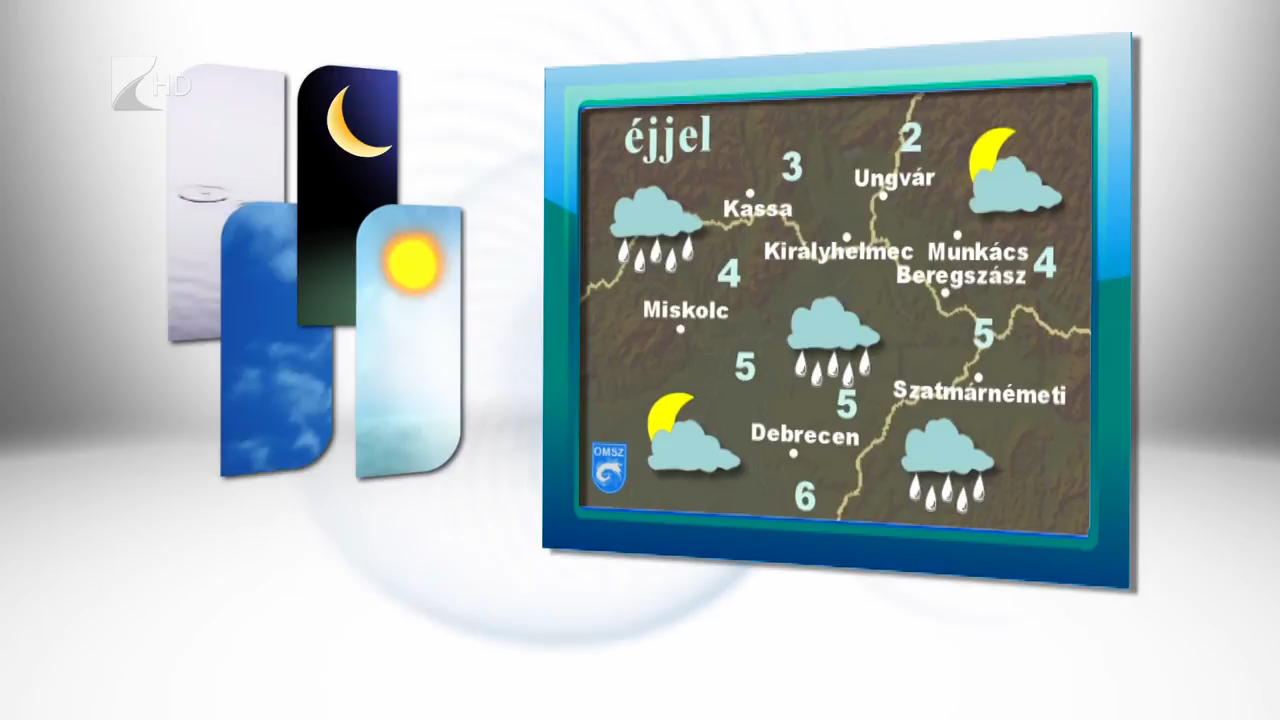 HD
éjjel
2
3
Ungvár
Kassa
Királyhelmec
Munkács
4
Beregszász
4
Miskolc
5
5
Szatmárnémeti
5
Debrecen
OMSZ
6